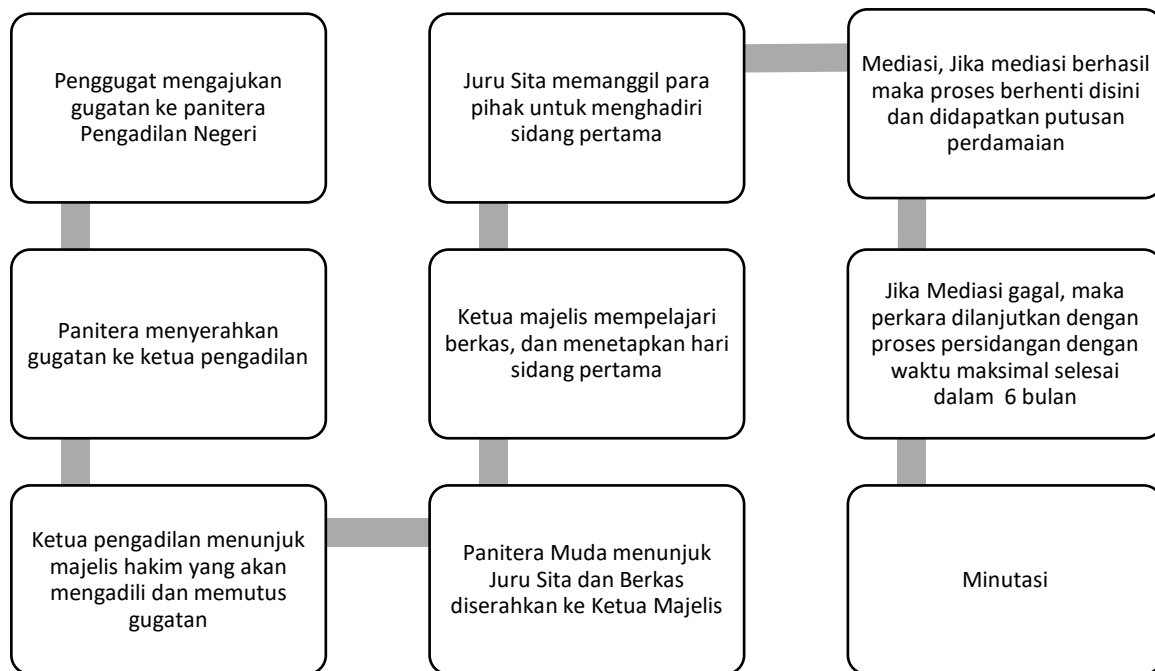 Penggugat mengajukan
gugatan ke panitera
Pengadilan Negeri
Panitera menyerahkan
gugatan ke ketua pengadilan
Ketua pengadilan menunjuk
majelis hakim yang akan
mengadili dan memutus
gugatan
Panitera Muda menunjuk
Juru Sita dan Berkas
diserahkan ke Ketua Majelis
Ketua majelis mempelajari
berkas, dan menetapkan hari
sidang pertama
Juru Sita memanggil para
pihak untuk menghadiri
sidang pertama
Mediasi, Jika mediasi berhasil
maka proses berhenti disini
dan didapatkan putusan
perdamaian
Jika Mediasi gagal, maka
perkara dilanjutkan dengan
proses persidangan dengan
waktu maksimal selesai
dalam  6 bulan
Minutasi